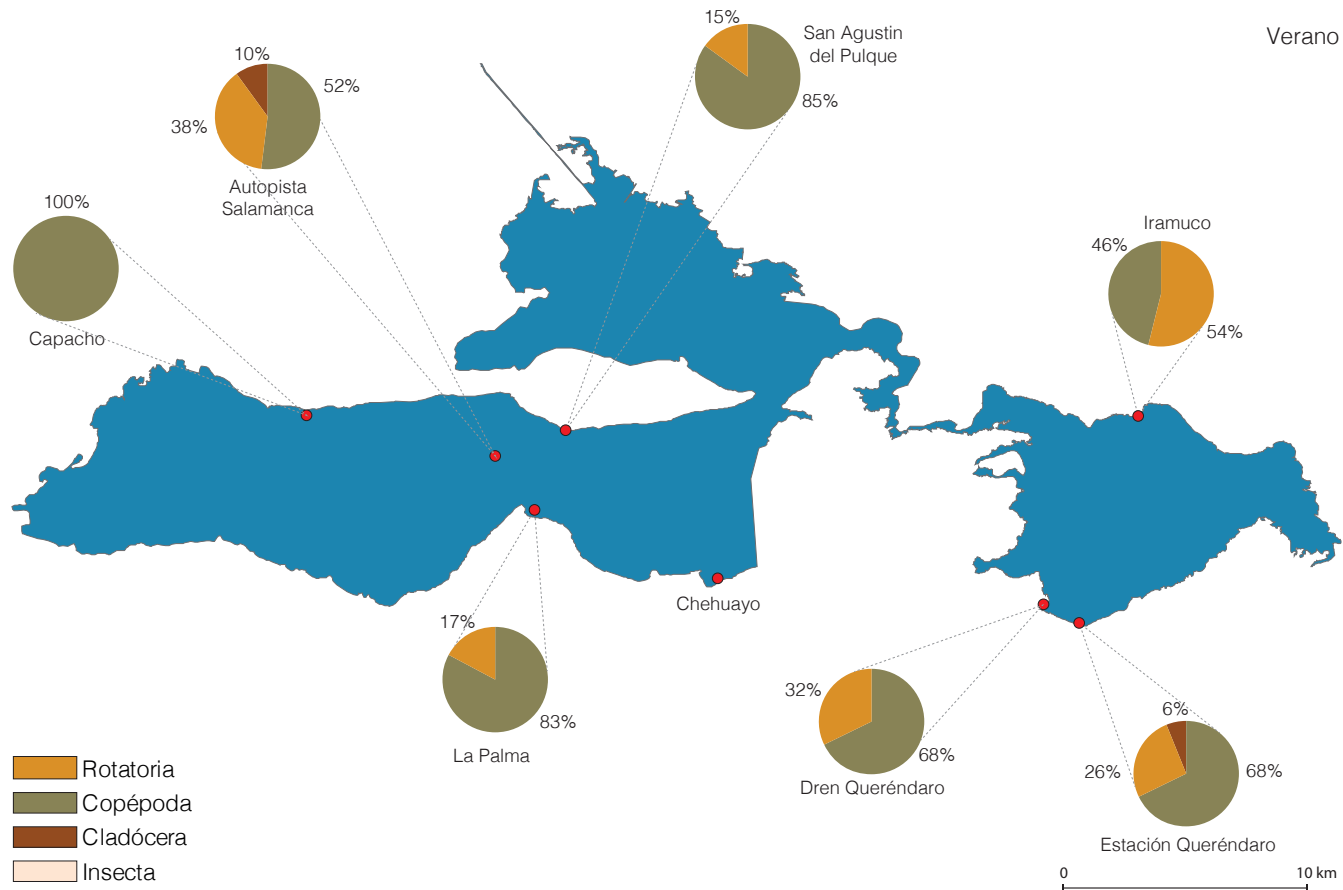 Verano
15%
San Agustin
del Pulque
85%
10%
52%
38%
Autopista
Salamanca
100%
Capacho
Iramuco
46%
54%
Chehuayo
17%
83%
La Palma
32%
68%
Dren Queréndaro
6%
26%
68%
Estación Queréndaro
Rotatoria
Copépoda
Cladócera
Insecta
0
10 km